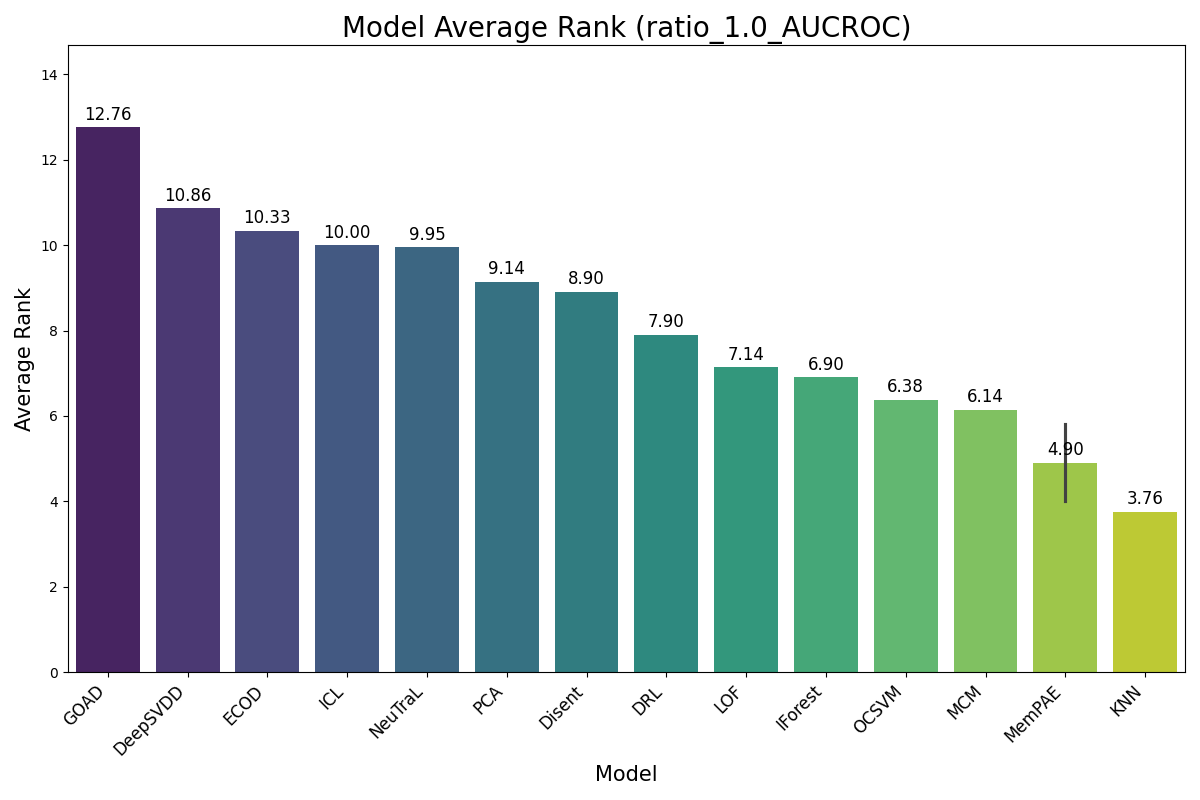 Model Average Rank (ratio_1.0_AUCROC)
Average Rank
14
12
10
8
6
4
2
0
12.76
10.86
10.33
10.00
9.95
9.14
8.90
7.90
7.14
6.90
6.38
6.14
4.90
3.76
GOAD
DeepSVDD
ECOD
ICL
NeuTraL
PCA
Disent
DRL
LOF
IForest
OCSVM
MCM
MemPAE
KNN
Model